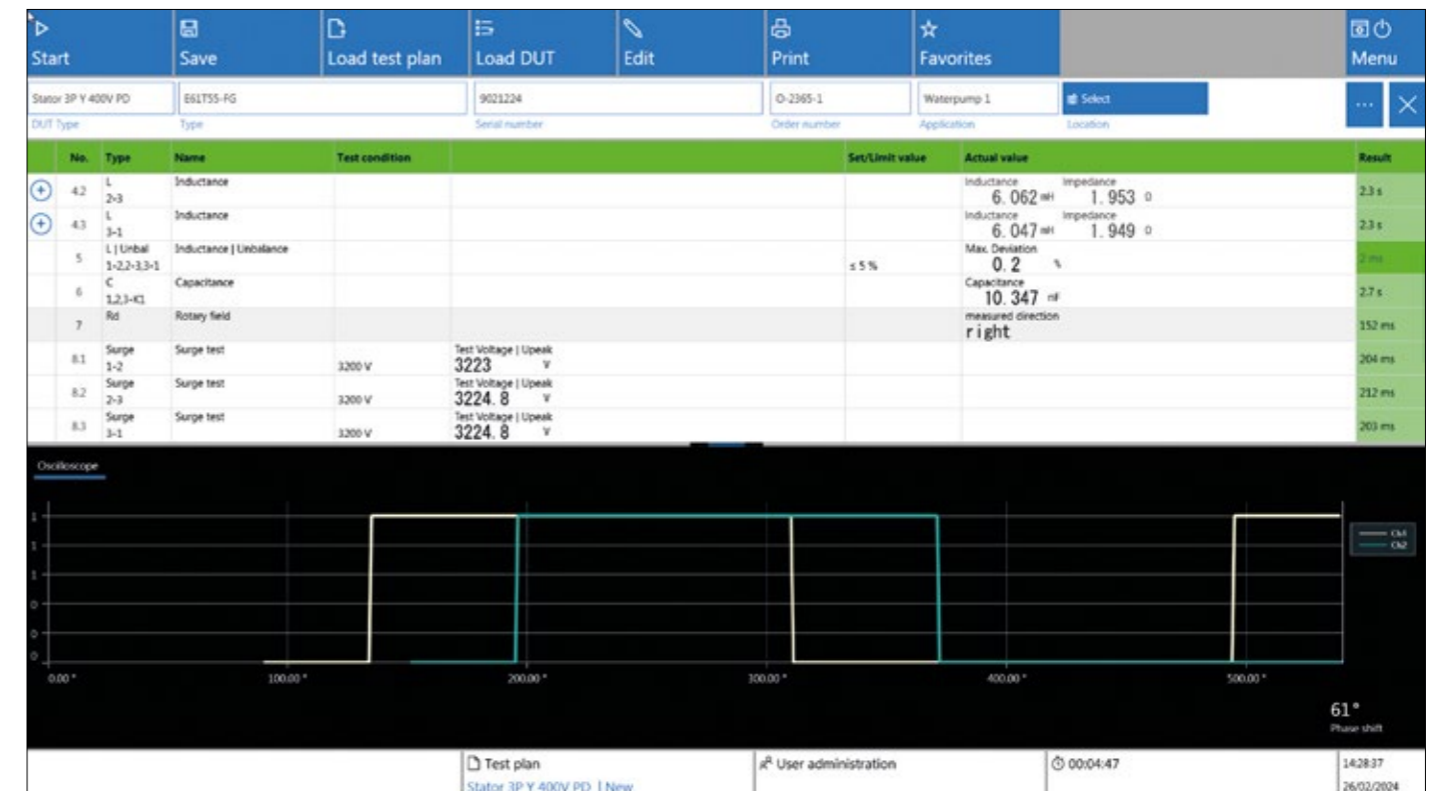 Start Save Load test plan Load DUT Edit Print Favorites Menu
Stator 3P Y 400V PD E61T55-FG 9021224 O-2365-1 Waterpump 1 Select ...
DUT Type Type Serial number Order number Application Location
No. Type Name Test condition Set/Limit value Actual value Result
4.2 L 2-3 Inductance Inductance 6.062 mH Impedance 1.953 Ω 2.3 s
4.3 L 3-1 Inductance Inductance 6.047 mH Impedance 1.949 Ω 2.3 s
5 L | Unbal 1-2,2-3,3-1 Inductance | Unbalance ≤ 5 % Max. Deviation 0.2 % 2 ms
6 C 1,2,3-K1 Capacitance Capacitance 10.347 nF 2.7 s
7 Rd Rotary field measured direction right 152 ms
8.1 Surge 1-2 Surge test 3200 V Test Voltage | Upeak 3223 V 204 ms
8.2 Surge 2-3 Surge test 3200 V Test Voltage | Upeak 3224.8 V 212 ms
8.3 Surge 3-1 Surge test 3200 V Test Voltage | Upeak 3224.8 V 203 ms
Oscilloscope
1
1
1
0
0
0
Ch1
Ch2
0.00 ° 100.00 ° 200.00 ° 300.00 ° 400.00 ° 500.00 °
61°
Phase shift
Test plan User administration 00:04:47 14:28:37
Stator 3P Y 400V PD | New 26/02/2024